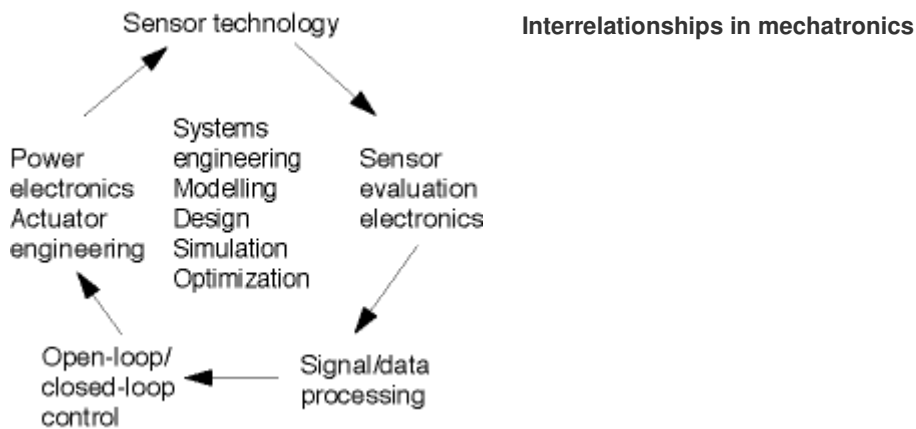 Sensor technology
Interrelationships in mechatronics
Systems
engineering
Modelling
Design
Simulation
Optimization
Power
electronics
Actuator
engineering
Sensor
evaluation
electronics
Open-loop/
closed-loop
control
Signal/data
processing